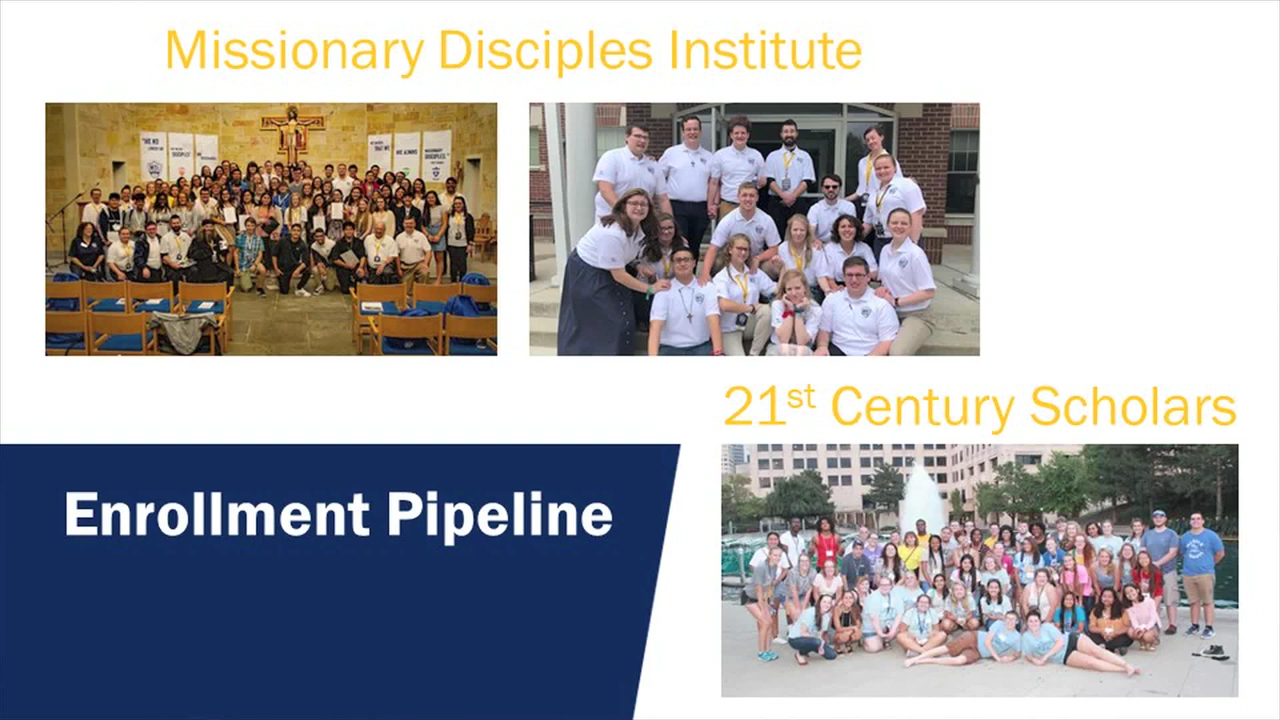 Missionary Disciples Institute
21st Century Scholars
Enrollment Pipeline